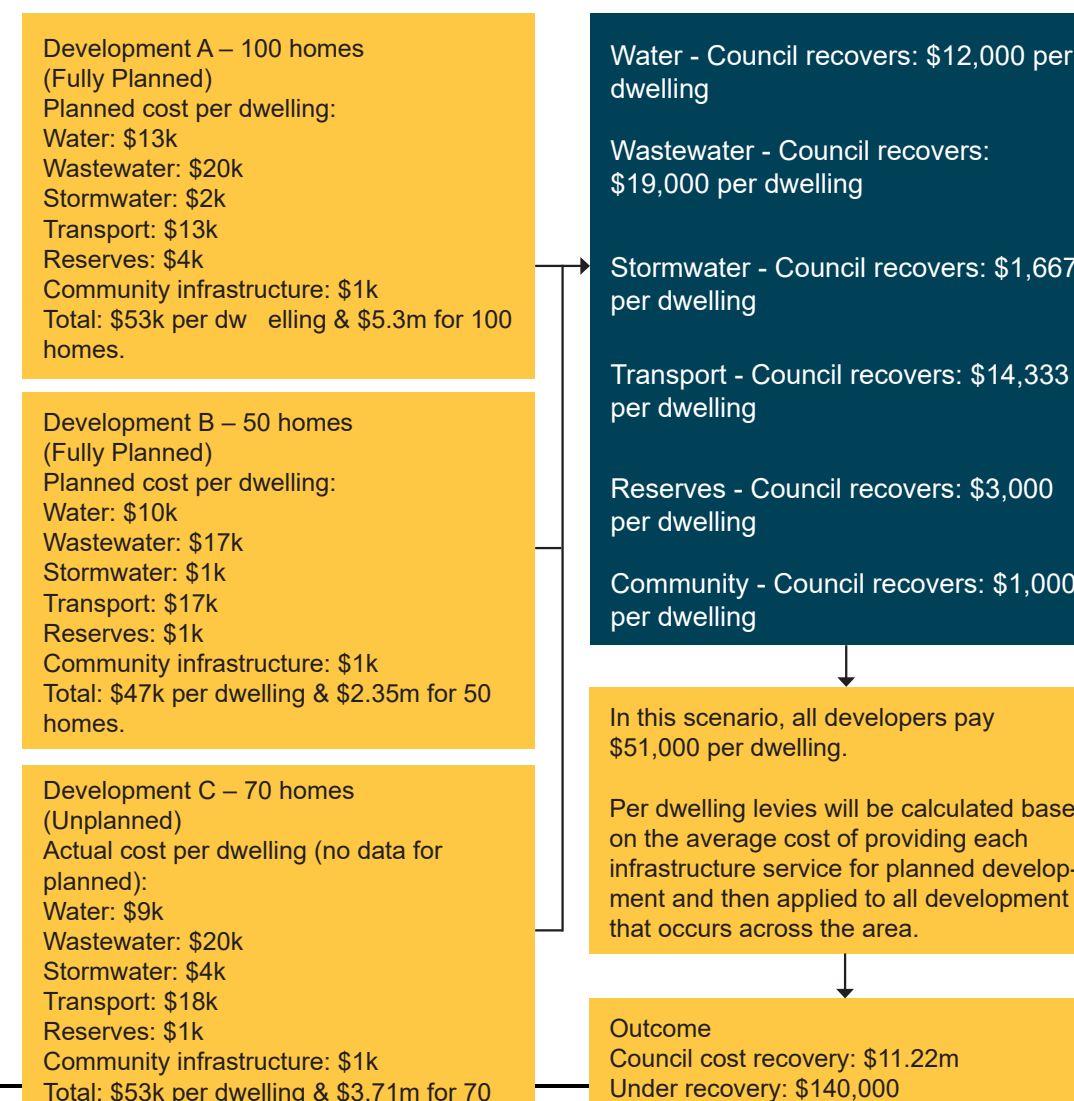 Development A – 100 homes
(Fully Planned)
Planned cost per dwelling:
Water: $13k
Wastewater: $20k
Stormwater: $2k
Transport: $13k
Reserves: $4k
Community infrastructure: $1k
Total: $53k per dw elling & $5.3m for 100
homes.
Development B – 50 homes
(Fully Planned)
Planned cost per dwelling:
Water: $10k
Wastewater: $17k
Stormwater: $1k
Transport: $17k
Reserves: $1k
Community infrastructure: $1k
Total: $47k per dwelling & $2.35m for 50
homes.
Development C – 70 homes
(Unplanned)
Actual cost per dwelling (no data for
planned):
Water: $9k
Wastewater: $20k
Stormwater: $4k
Transport: $18k
Reserves: $1k
Community infrastructure: $1k
Total: $53k per dwelling & $3.71m for 70
Water - Council recovers: $12,000 per
dwelling
Wastewater - Council recovers:
$19,000 per dwelling
Stormwater - Council recovers: $1,667
per dwelling
Transport - Council recovers: $14,333
per dwelling
Reserves - Council recovers: $3,000
per dwelling
Community - Council recovers: $1,000
per dwelling
In this scenario, all developers pay
$51,000 per dwelling.
Per dwelling levies will be calculated base
on the average cost of providing each
infrastructure service for planned develop-
ment and then applied to all development
that occurs across the area.
Outcome
Council cost recovery: $11.22m
Under recovery: $140,000